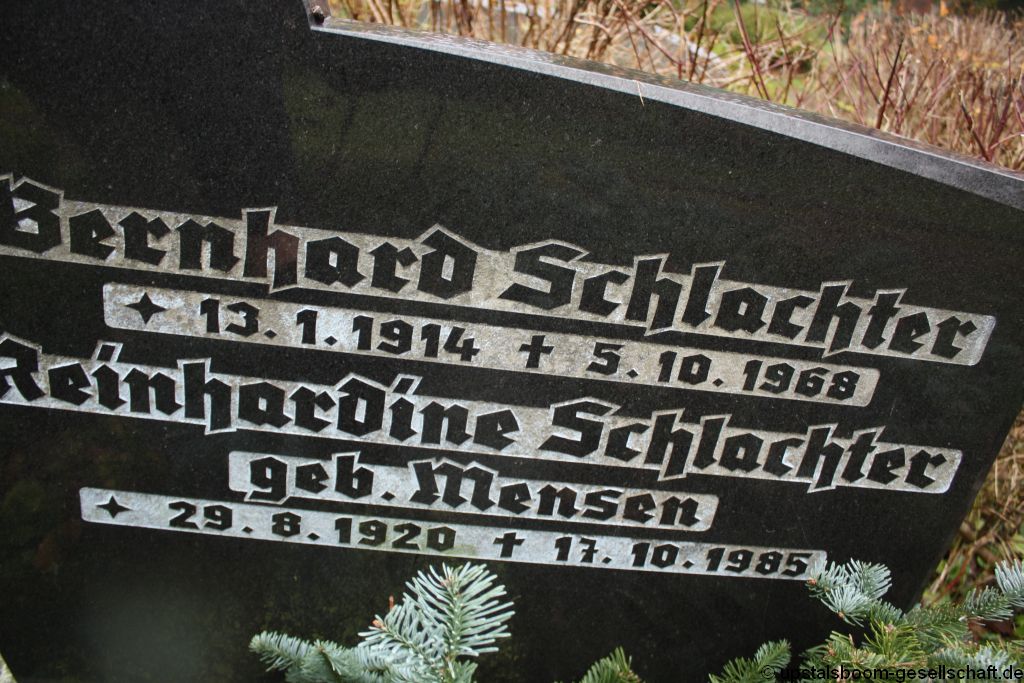 Bernhard Schlachter
✦ 13. 1. 1914 ✝ 5. 10. 1968
Reinhardine Schlachter
geb. Mensen
✦ 29. 8. 1920 ✝ 17. 10. 1985
© upstalsboom-gesellschaft.de